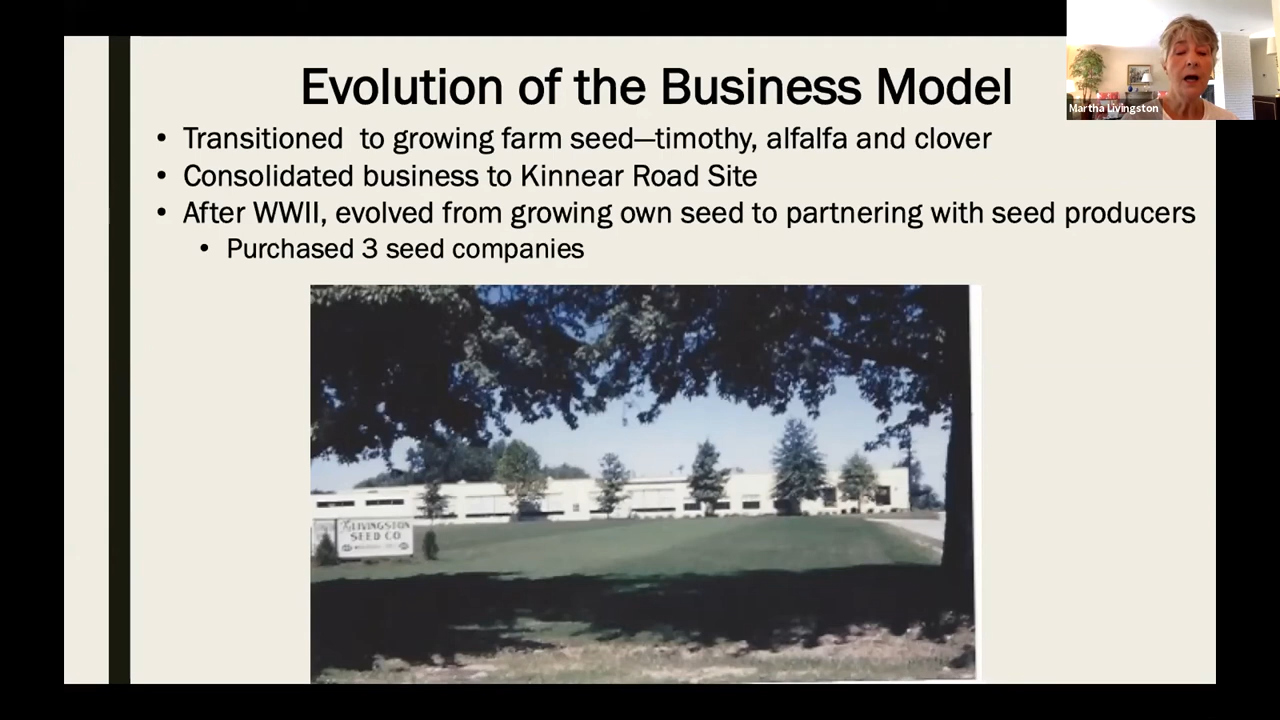 Evolution of the Business Model
• Transitioned to growing farm seed—timothy, alfalfa and clover
• Consolidated business to Kinnear Road Site
• After WWII, evolved from growing own seed to partnering with seed producers
• Purchased 3 seed companies
Martha Livingston
The LIVINGSTON
SEED CO